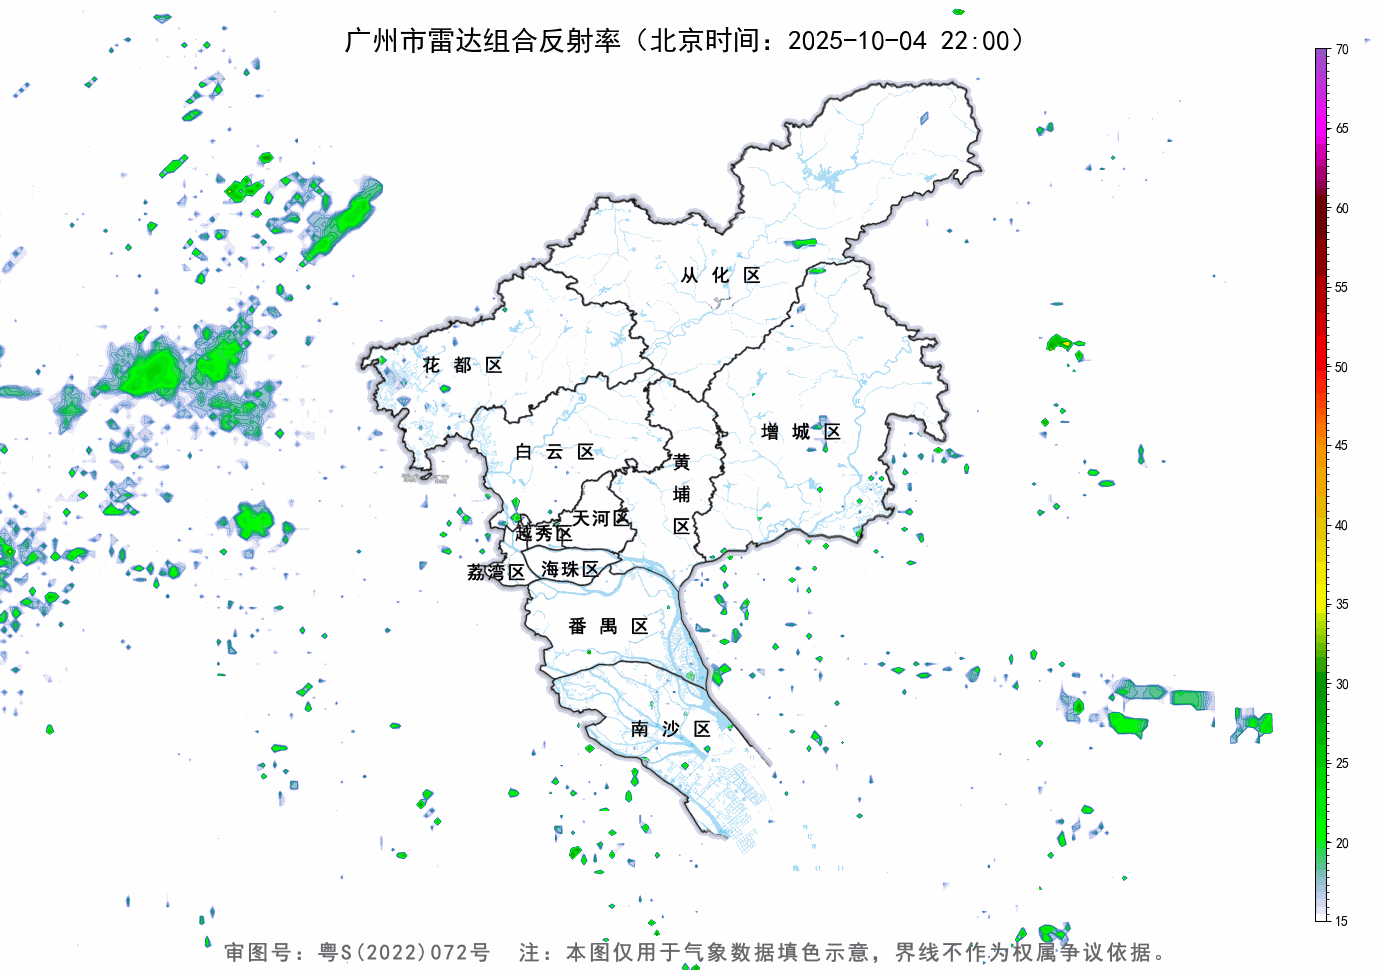 广州市雷达组合反射率（北京时间：2025-10-04 22:00）
70
65
60
55
50
45
40
35
30
25
20
15
从化区
花都区
增城区
白云区
黄埔区
天河区
越秀区
荔湾区
海珠区
番禺区
南沙区
审图号：粤S(2022)072号 注：本图仅用于气象数据填色示意，界线不作为权属争议依据。